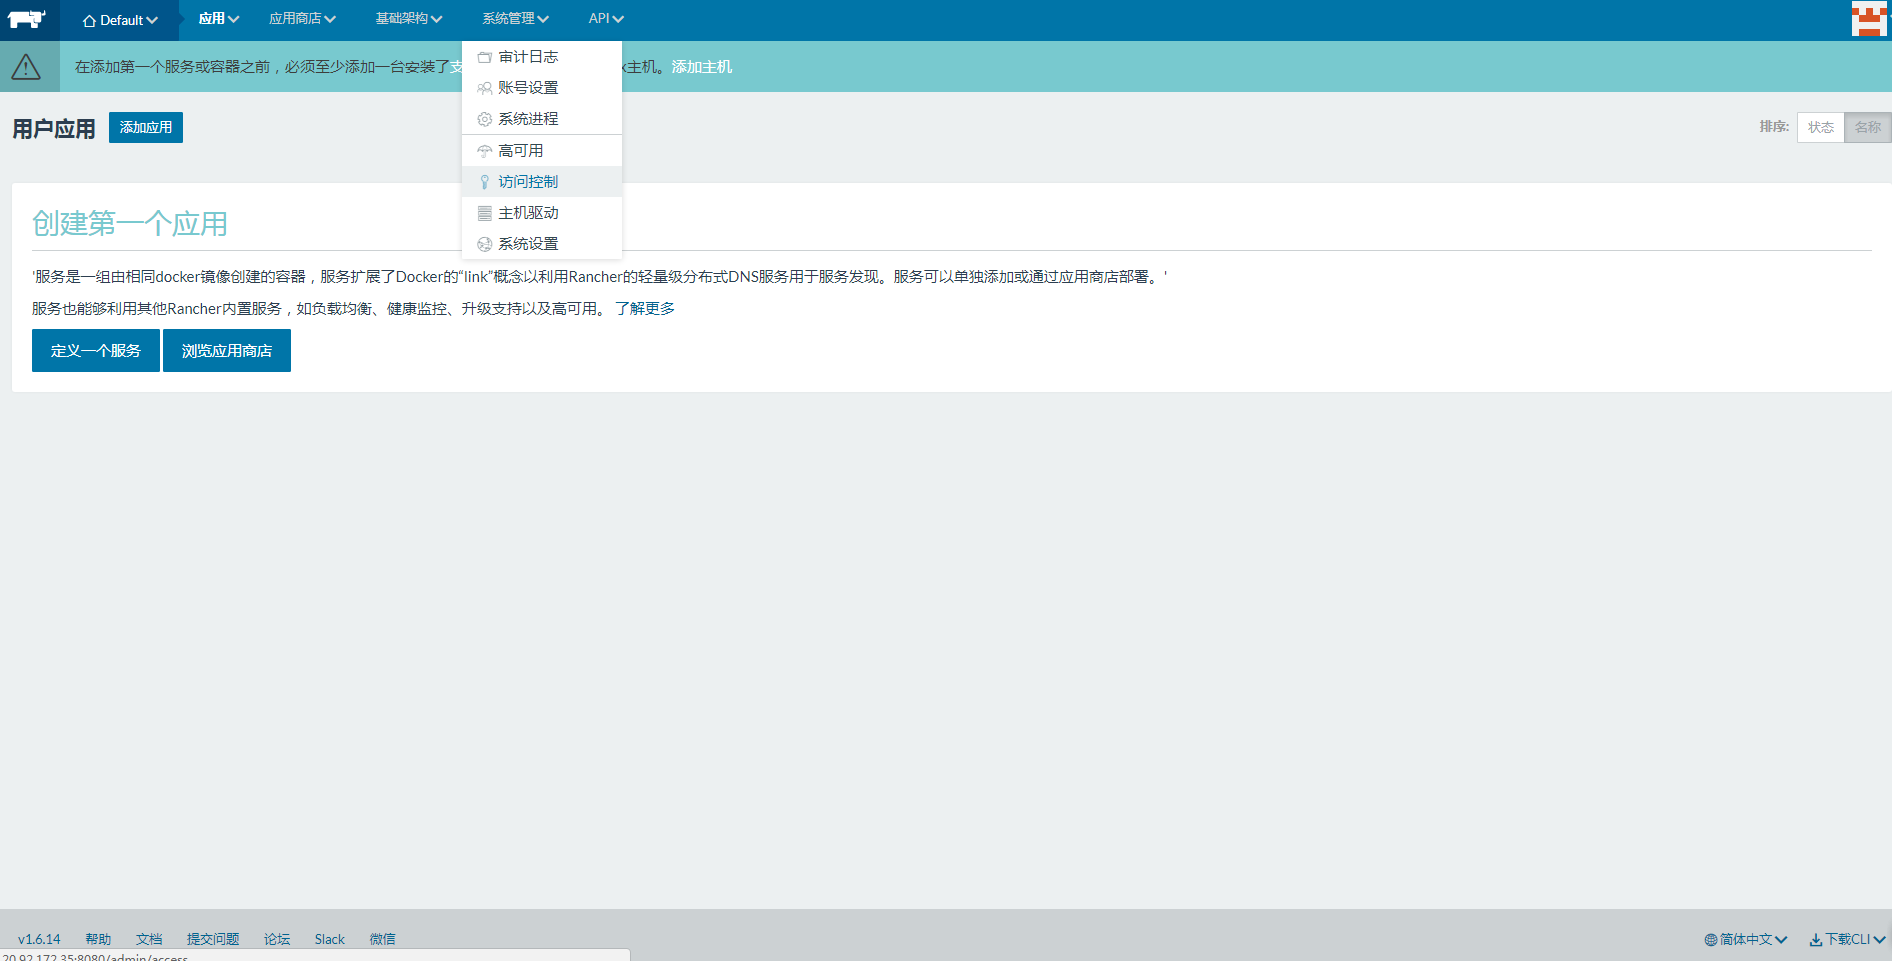 Default 应用 应用商店 基础架构 系统管理 API
在添加第一个服务或容器之前，必须至少添加一台安装了支 x主机。添加主机
审计日志
账号设置
系统进程
高可用
访问控制
主机驱动
系统设置
用户应用 添加应用 排序: 状态 名称
创建第一个应用
'服务是一组由相同docker镜像创建的容器，服务扩展了Docker的“link”概念以利用Rancher的轻量级分布式DNS服务用于服务发现。服务可以单独添加或通过应用商店部署。'
服务也能够利用其他Rancher内置服务，如负载均衡、健康监控、升级支持以及高可用。 了解更多
定义一个服务 浏览应用商店
v1.6.14 帮助 文档 提交问题 论坛 Slack 微信 简体中文 下载CLI
20.92.172.35:8080/admin/access